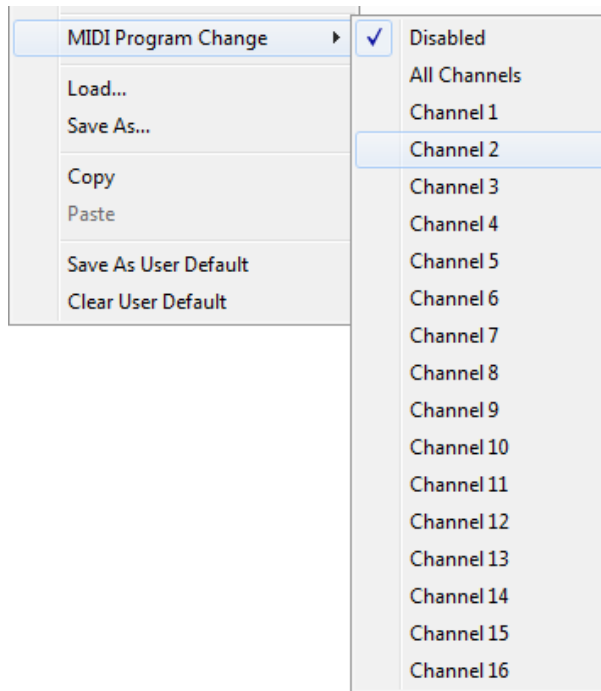 MIDI Program Change
Load...
Save As...
Copy
Paste
Save As User Default
Clear User Default
Disabled
All Channels
Channel 1
Channel 2
Channel 3
Channel 4
Channel 5
Channel 6
Channel 7
Channel 8
Channel 9
Channel 10
Channel 11
Channel 12
Channel 13
Channel 14
Channel 15
Channel 16